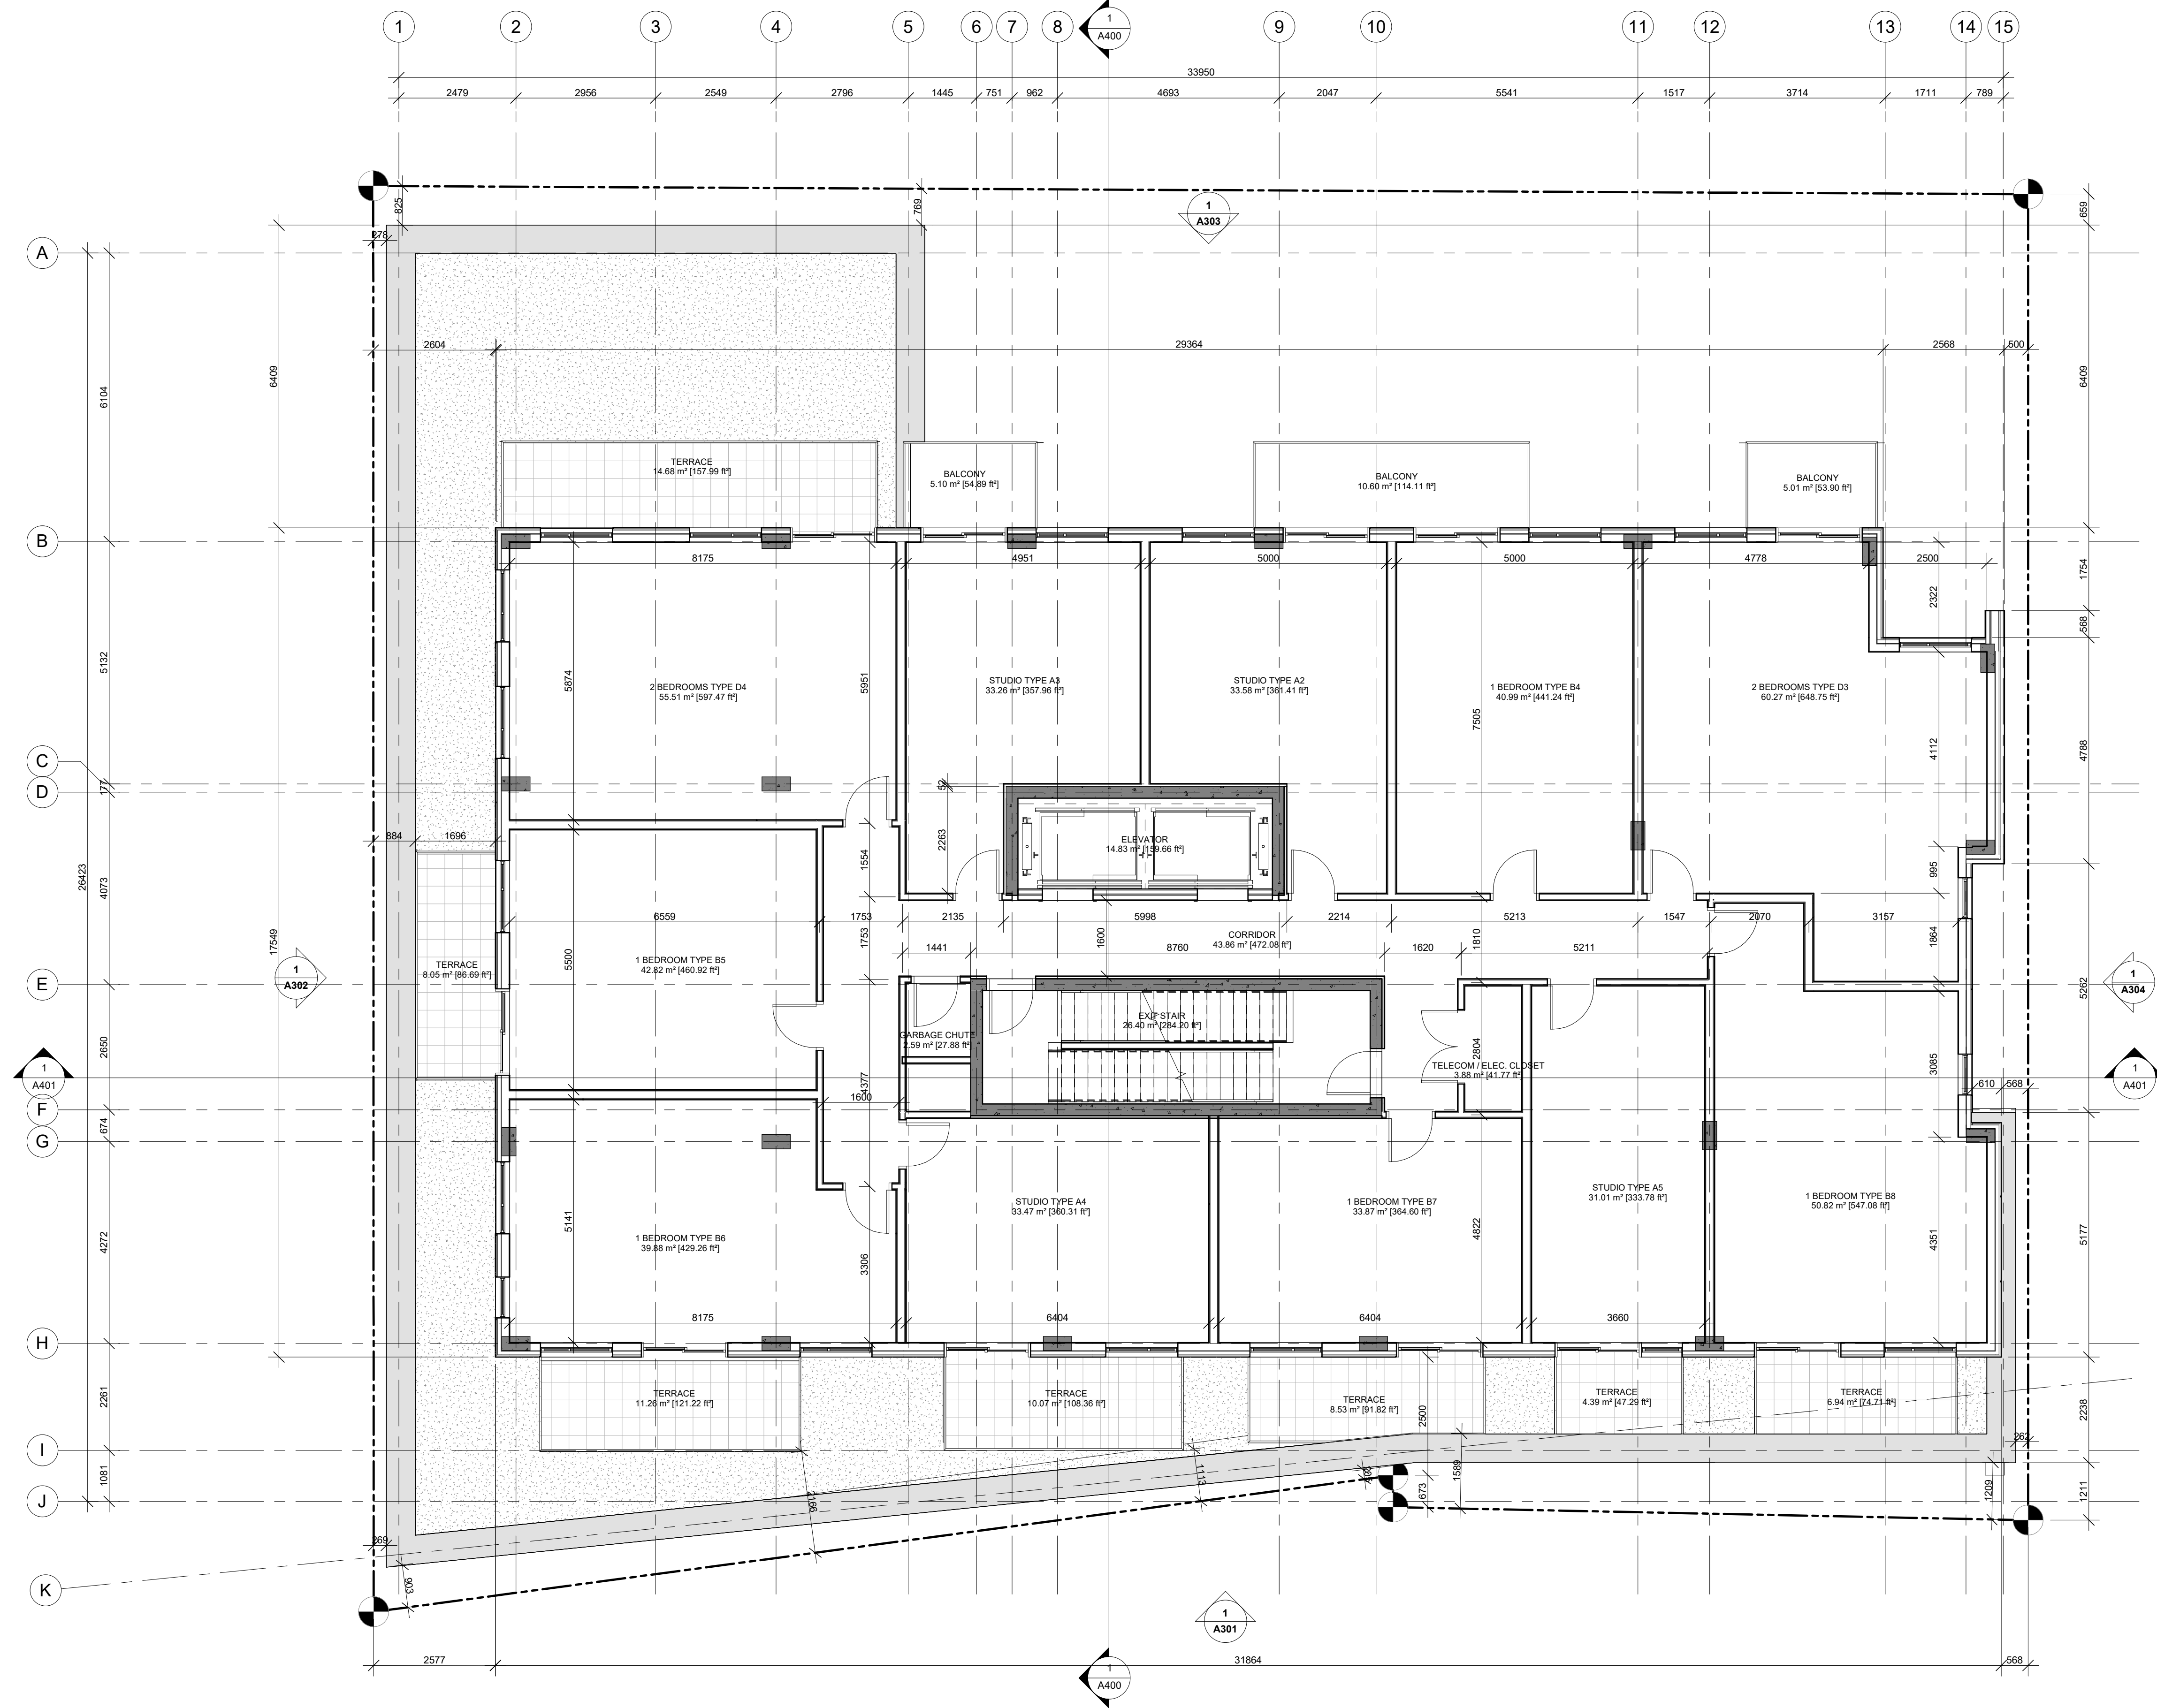 1 2 3 4 5 6 7 8 9 10 11 12 13 14 15
1
A400
33950
2479 2956 2549 2796 1445 751 962 4693 2047 5541 1517 3714 1711 789
825
769
659
1
A303
278
A
2604 29364 2568 600
6409
6104
6409
TERRACE
14.68 m² [157.99 ft²]
BALCONY
5.10 m² [54.89 ft²]
BALCONY
10.60 m² [114.11 ft²]
BALCONY
5.01 m² [53.90 ft²]
B
8175 4951 5000 5000 4778 2500
1754
2322
568
5132
5874
5951
2 BEDROOMS TYPE D4
55.51 m² [597.47 ft²]
STUDIO TYPE A3
33.26 m² [357.96 ft²]
STUDIO TYPE A2
33.58 m² [361.41 ft²]
1 BEDROOM TYPE B4
40.99 m² [441.24 ft²]
2 BEDROOMS TYPE D3
60.27 m² [648.75 ft²]
7505
4112
4788
C
D
177
52
2263
884 1696
ELEVATOR
14.83 m² [159.66 ft²]
1554
995
26423
4073
6559 1753 2135 5998 2214 5213 1547 2070 3157
17549
5500
1753
1600
CORRIDOR
43.86 m² [472.08 ft²]
1441 8760 1620 5211
1810
1864
TERRACE
8.05 m² [86.69 ft²]
1 BEDROOM TYPE B5
42.82 m² [460.92 ft²]
1
A302
1
A304
E
5262
EXIT STAIR
26.40 m² [284.20 ft²]
GARBAGE CHUTE
2.59 m² [27.88 ft²]
TELECOM / ELEC. CLOSET
3.88 m² [41.77 ft²]
2650
2804
3085
4377
1600
610 568
1
A401
1
A401
F
674
G
STUDIO TYPE A4
33.47 m² [360.31 ft²]
1 BEDROOM TYPE B7
33.87 m² [364.60 ft²]
STUDIO TYPE A5
31.01 m² [333.78 ft²]
1 BEDROOM TYPE B8
50.82 m² [547.08 ft²]
1 BEDROOM TYPE B6
39.88 m² [429.26 ft²]
4272
5141
3306
4822
4351
5177
8175 6404 6404 3660
H
TERRACE
11.26 m² [121.22 ft²]
TERRACE
10.07 m² [108.36 ft²]
TERRACE
8.53 m² [91.82 ft²]
TERRACE
4.39 m² [47.29 ft²]
TERRACE
6.94 m² [74.71 ft²]
2261
2500
2238
262
I
1081
2166
1113
673
1589
1209
1211
J
269
903
K
1
A301
2577 31864 568
1
A400